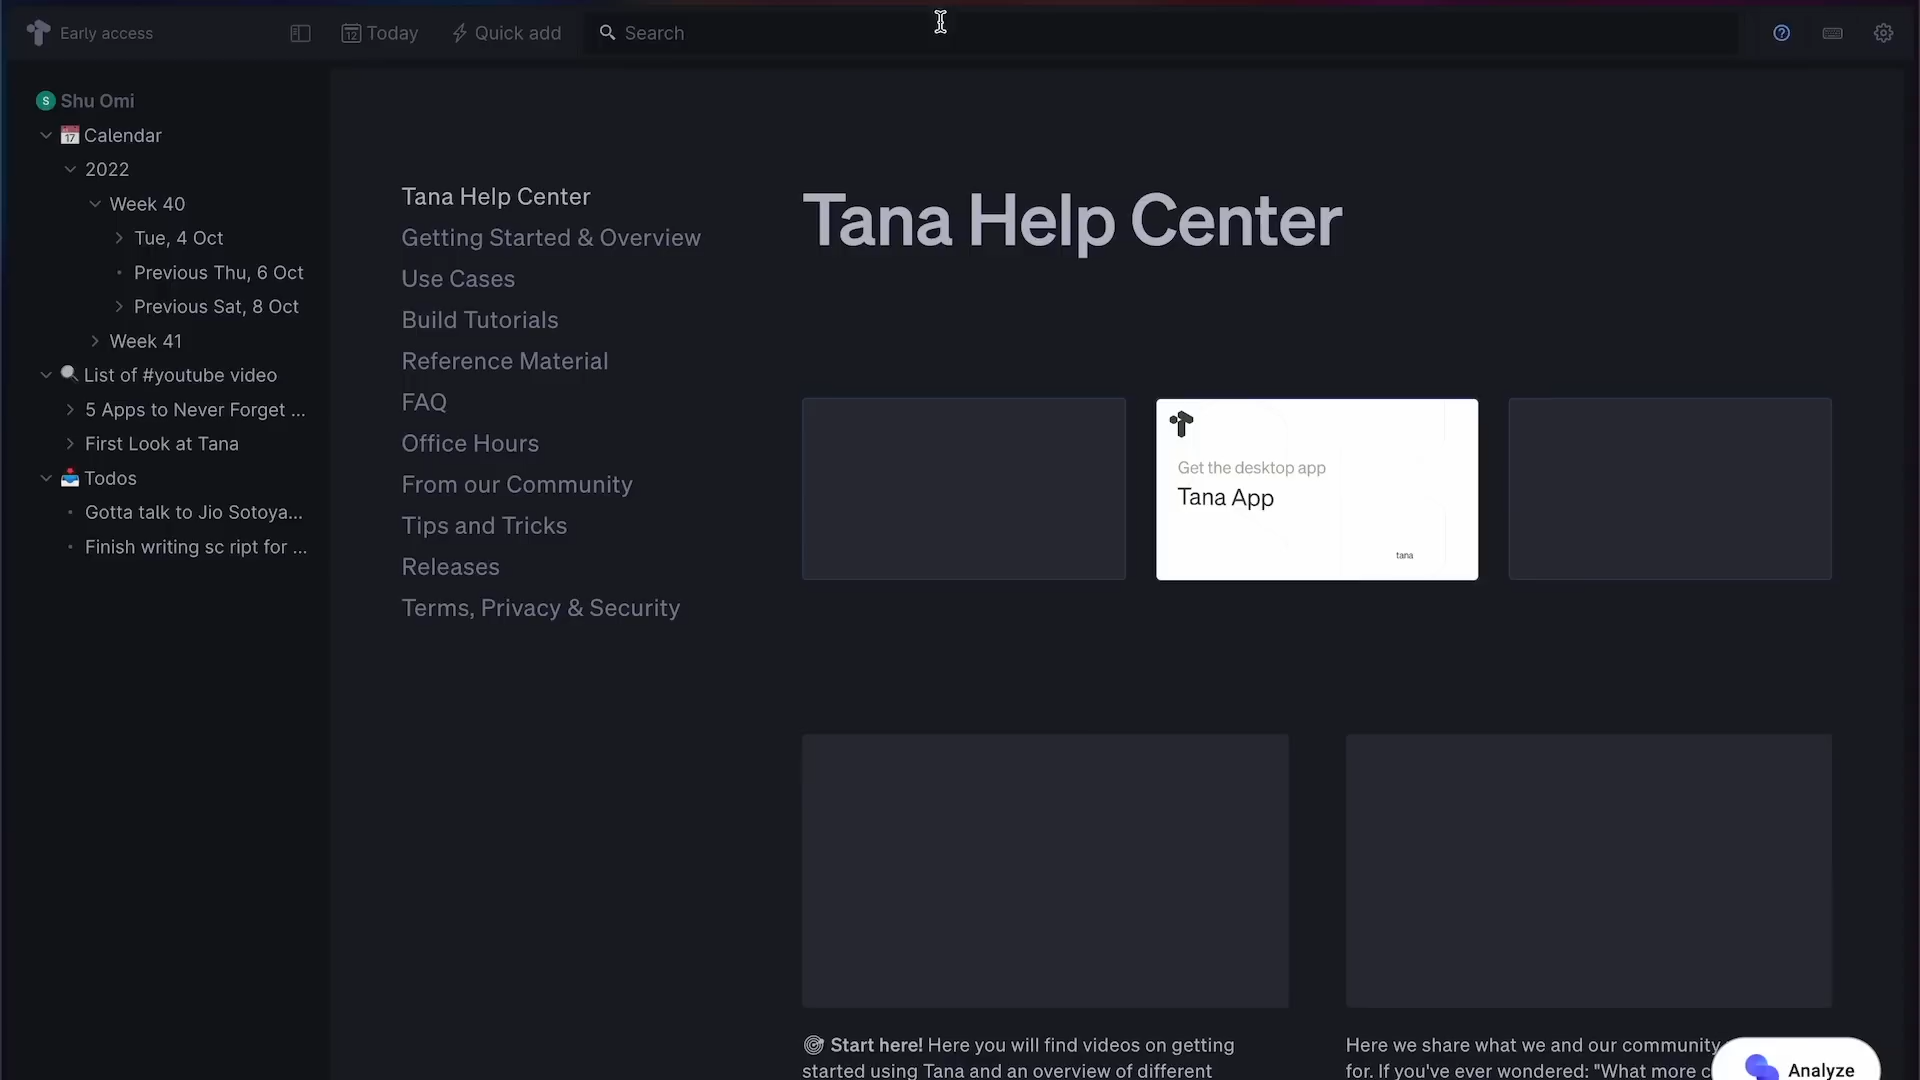 Early access
Today
Quick add
Search
S Shu Omi
17 Calendar
2022
Week 40
Tue, 4 Oct
Previous Thu, 6 Oct
Previous Sat, 8 Oct
Week 41
List of #youtube video
5 Apps to Never Forget ...
First Look at Tana
Todos
Gotta talk to Jio Sotoya...
Finish writing sc ript for ...
Tana Help Center
Getting Started & Overview
Use Cases
Build Tutorials
Reference Material
FAQ
Office Hours
From our Community
Tips and Tricks
Releases
Terms, Privacy & Security
Tana Help Center
Get the desktop app
Tana App
tana
Start here! Here you will find videos on getting
started using Tana and an overview of different
Here we share what we and our community
for. If you've ever wondered: "What more c
Analyze